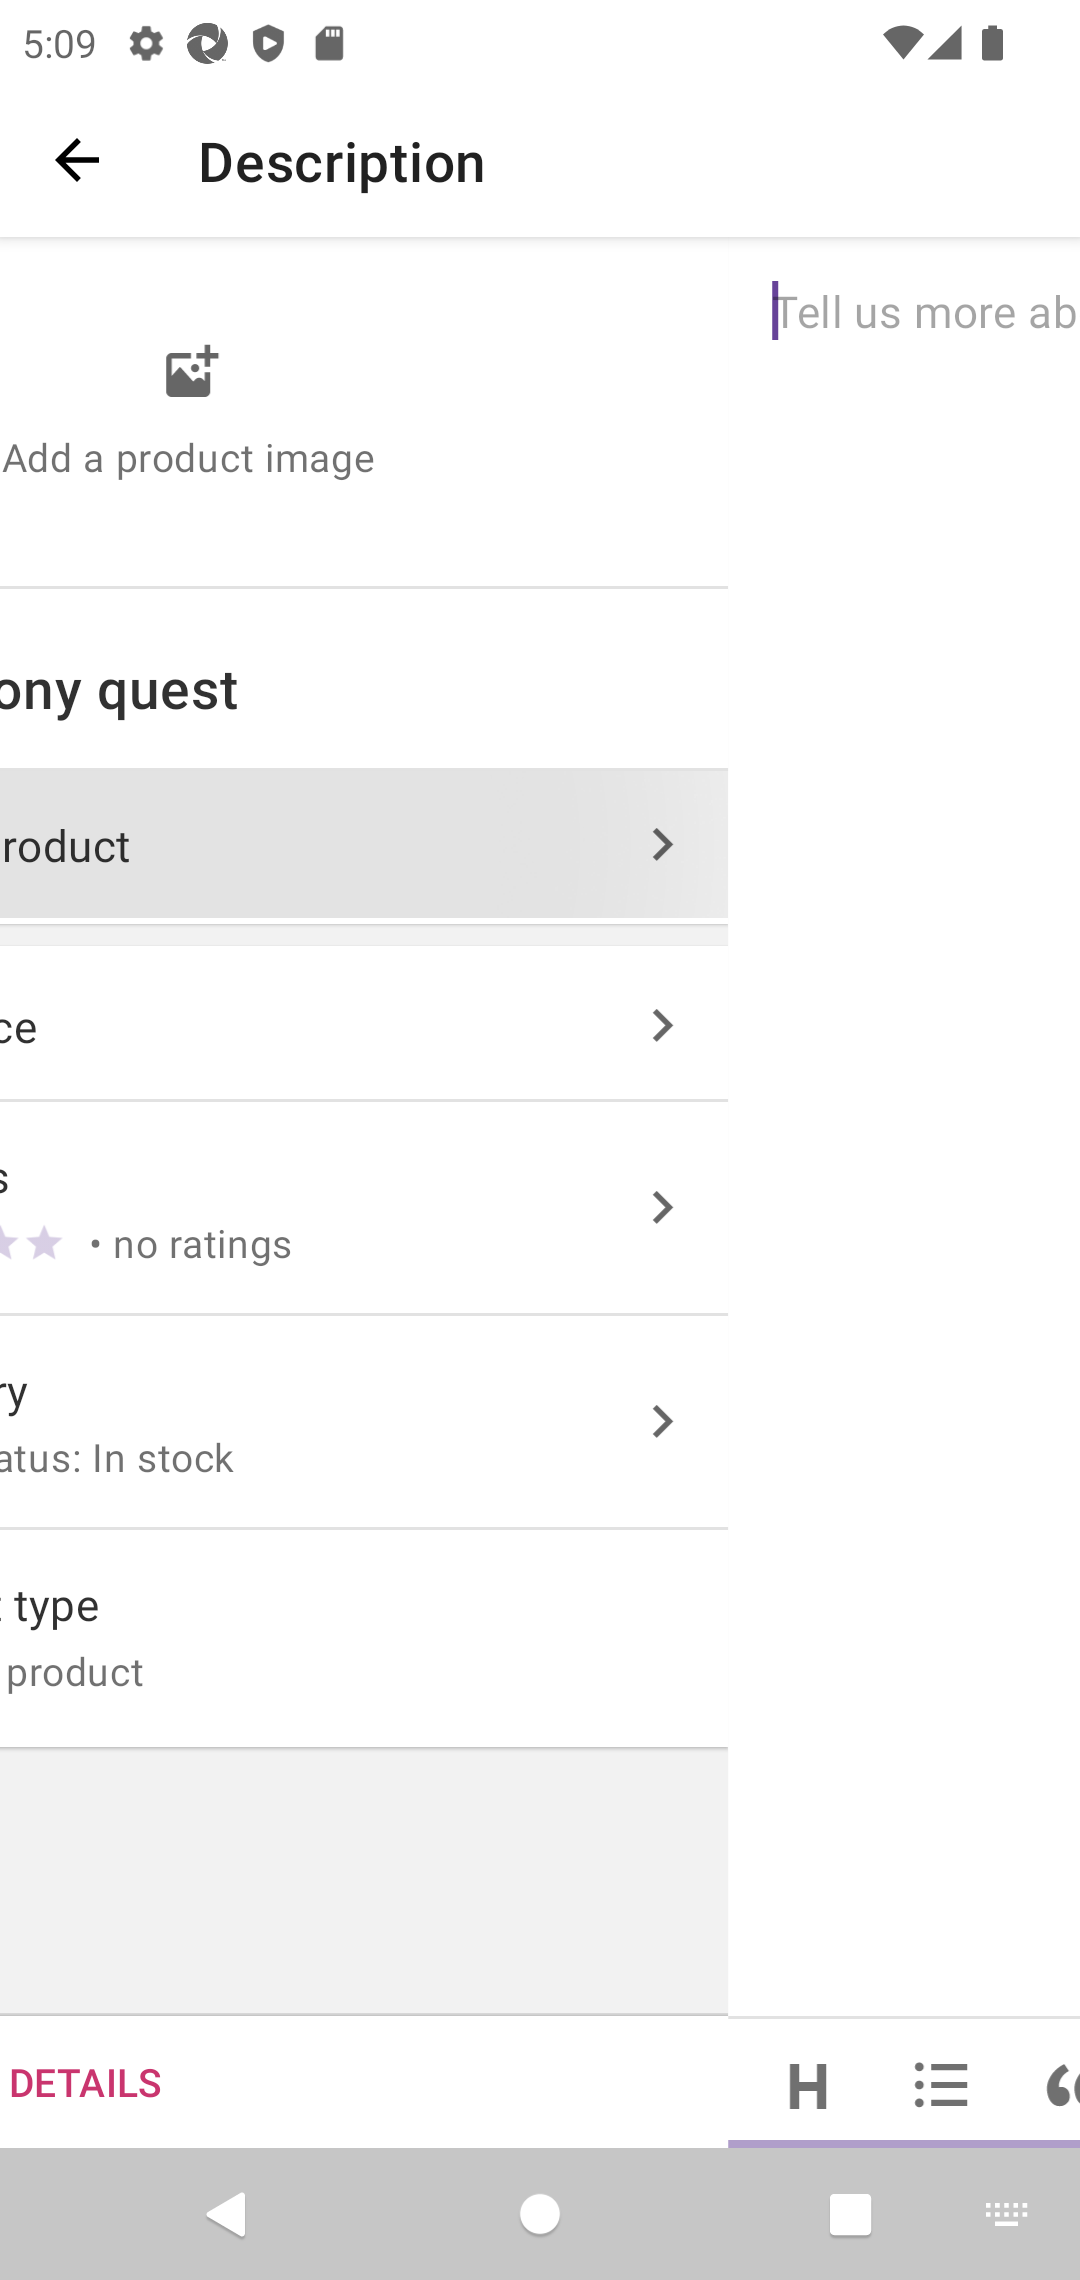 5:09
Description
Tell us more ab
Add a product image
ony quest
roduct
ce
s
• no ratings
ry
atus: In stock
type
product
DETAILS